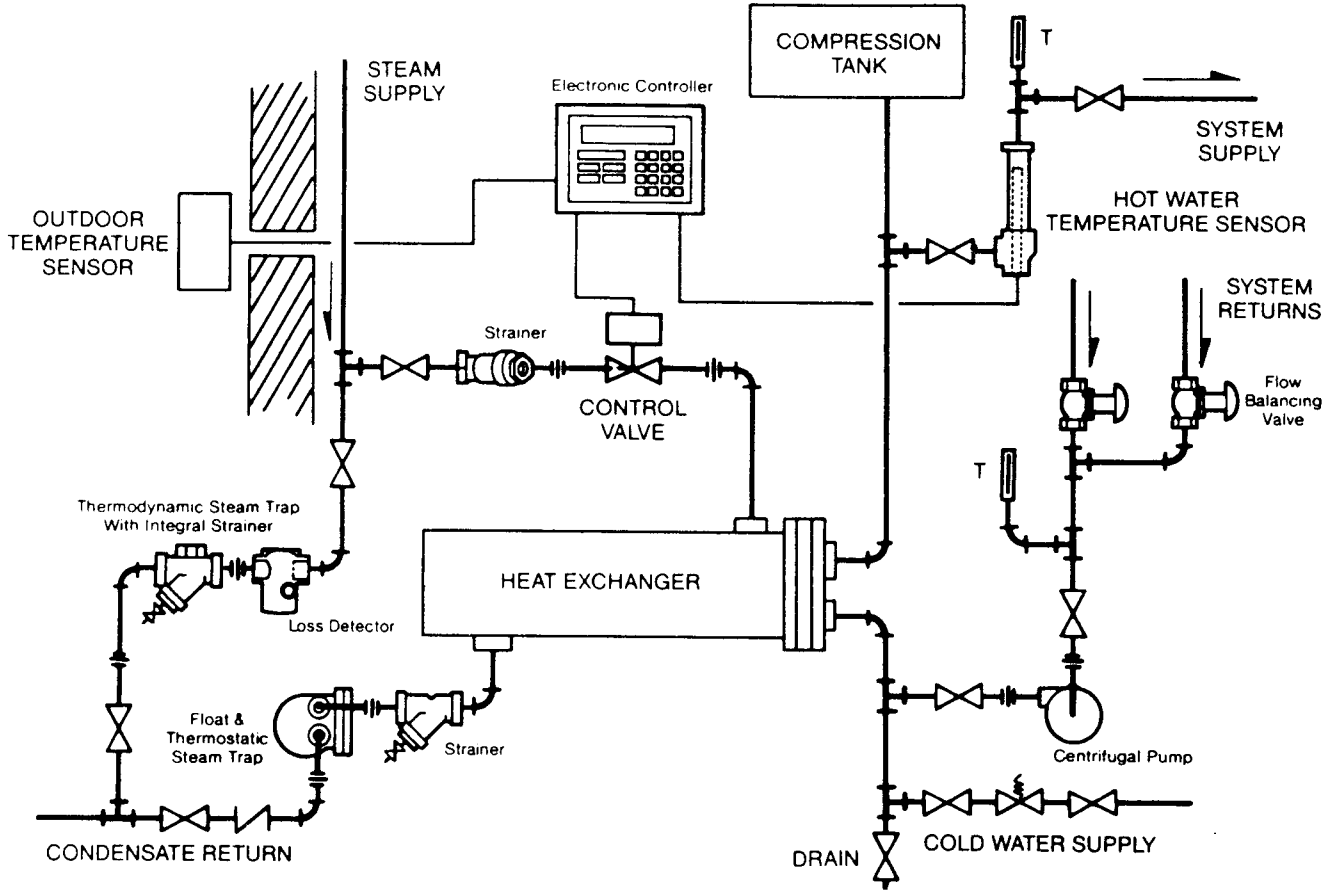 COMPRESSION
TANK
T
STEAM
SUPPLY
Electronic Controller
SYSTEM
SUPPLY
OUTDOOR
TEMPERATURE
SENSOR
HOT WATER
TEMPERATURE SENSOR
SYSTEM
RETURNS
Strainer
CONTROL
VALVE
Flow
Balancing
Valve
T
Thermodynamic Steam Trap
With Integral Strainer
HEAT EXCHANGER
Loss Detector
Float &
Thermostatic
Steam Trap
Strainer
Centrifugal Pump
CONDENSATE RETURN
DRAIN
COLD WATER SUPPLY